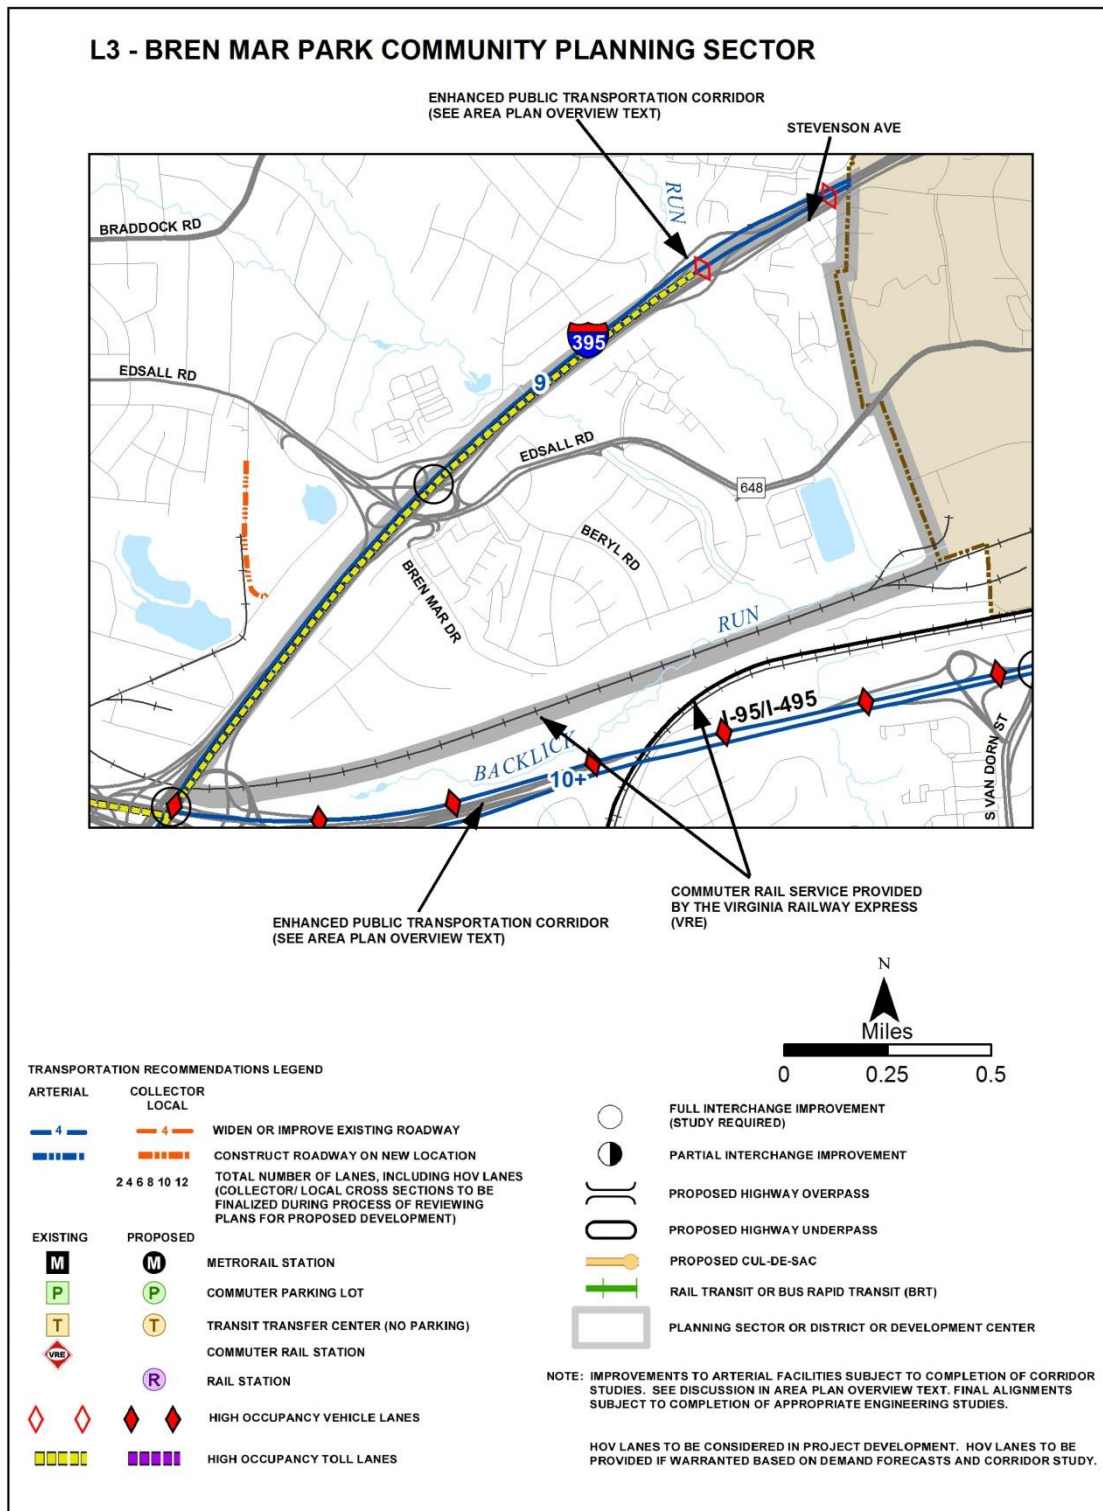 L3 - BREN MAR PARK COMMUNITY PLANNING SECTOR
ENHANCED PUBLIC TRANSPORTATION CORRIDOR
(SEE AREA PLAN OVERVIEW TEXT)
STEVENSON AVE
RUN
BRADDOCK RD
395
EDSALL RD
9
EDSALL RD
648
BERYL RD
BREN MAR DR
RUN
I-95/I-495
BACKLICK
10+
S VAN DORN ST
COMMUTER RAIL SERVICE PROVIDED
BY THE VIRGINIA RAILWAY EXPRESS
(VRE)
ENHANCED PUBLIC TRANSPORTATION CORRIDOR
(SEE AREA PLAN OVERVIEW TEXT)
N
Miles
0 0.25 0.5
TRANSPORTATION RECOMMENDATIONS LEGEND
ARTERIAL COLLECTOR
LOCAL
4 4 WIDEN OR IMPROVE EXISTING ROADWAY
CONSTRUCT ROADWAY ON NEW LOCATION
2 4 6 8 10 12 TOTAL NUMBER OF LANES, INCLUDING HOV LANES
(COLLECTOR/ LOCAL CROSS SECTIONS TO BE
FINALIZED DURING PROCESS OF REVIEWING
PLANS FOR PROPOSED DEVELOPMENT)
EXISTING PROPOSED
M M METRORAIL STATION
P P COMMUTER PARKING LOT
T T TRANSIT TRANSFER CENTER (NO PARKING)
VRE COMMUTER RAIL STATION
R RAIL STATION
HIGH OCCUPANCY VEHICLE LANES
HIGH OCCUPANCY TOLL LANES
FULL INTERCHANGE IMPROVEMENT
(STUDY REQUIRED)
PARTIAL INTERCHANGE IMPROVEMENT
PROPOSED HIGHWAY OVERPASS
PROPOSED HIGHWAY UNDERPASS
PROPOSED CUL-DE-SAC
RAIL TRANSIT OR BUS RAPID TRANSIT (BRT)
PLANNING SECTOR OR DISTRICT OR DEVELOPMENT CENTER
NOTE: IMPROVEMENTS TO ARTERIAL FACILITIES SUBJECT TO COMPLETION OF CORRIDOR
STUDIES. SEE DISCUSSION IN AREA PLAN OVERVIEW TEXT. FINAL ALIGNMENTS
SUBJECT TO COMPLETION OF APPROPRIATE ENGINEERING STUDIES.
HOV LANES TO BE CONSIDERED IN PROJECT DEVELOPMENT. HOV LANES TO BE
PROVIDED IF WARRANTED BASED ON DEMAND FORECASTS AND CORRIDOR STUDY.